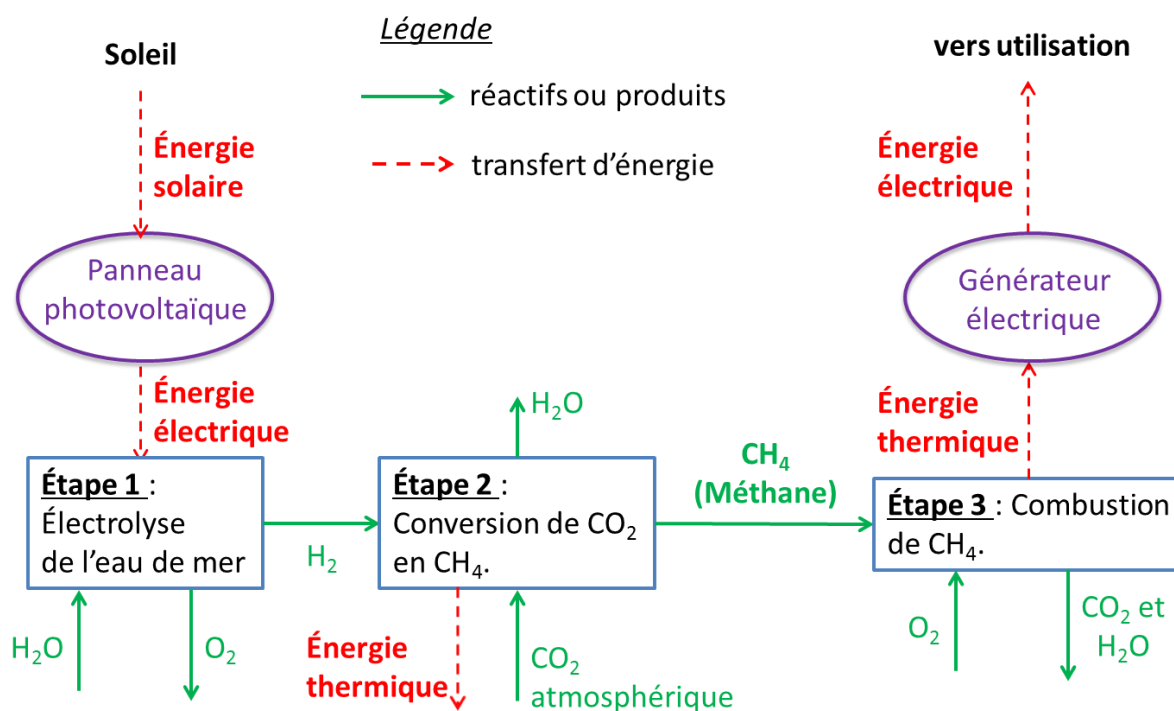 Légende
Soleil
vers utilisation
réactifs ou produits
transfert d’énergie
Énergie
solaire
Énergie
électrique
Panneau
photovoltaïque
Générateur
électrique
Énergie
électrique
H₂O
Énergie
thermique
CH₄
(Méthane)
Étape 1 :
Électrolyse
de l’eau de mer
H₂
Étape 2 :
Conversion de CO₂
en CH₄.
Étape 3 : Combustion
de CH₄.
H₂O
O₂
Énergie
thermique
CO₂
atmosphérique
O₂
CO₂ et
H₂O